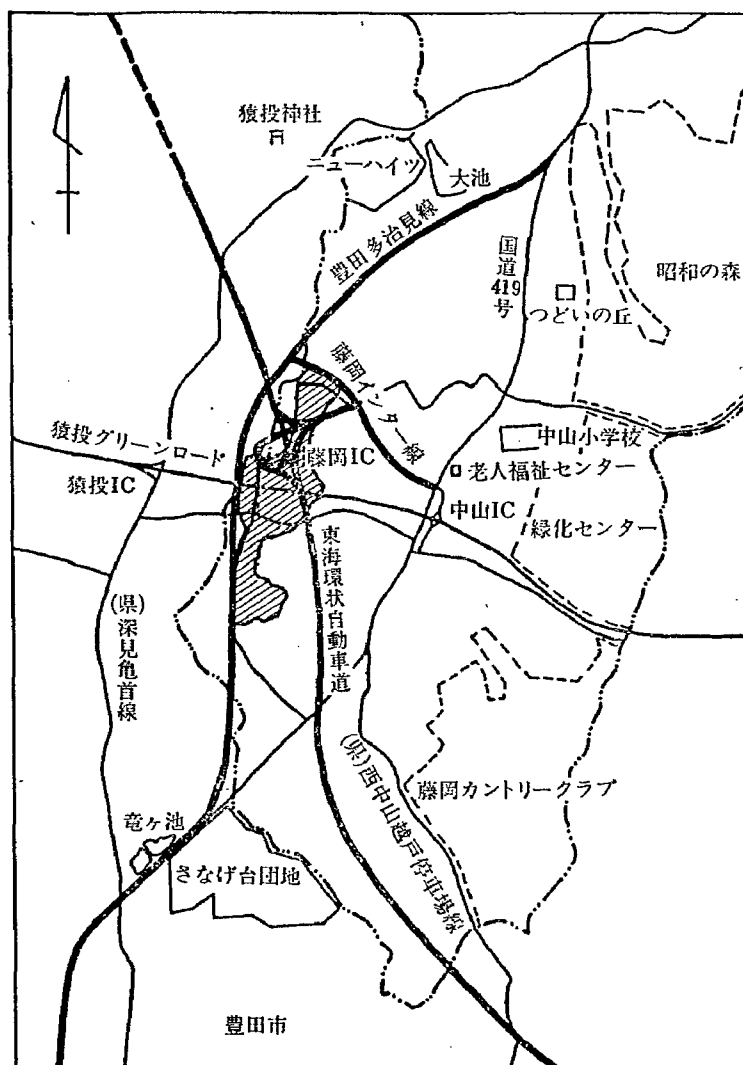 猿投神社
ニューハイツ
大池
豊田多治見線
国道419号
昭和の森
つどいの丘
藤岡インター線
猿投グリーンロード
中山小学校
藤岡IC
老人福祉センター
猿投IC
中山IC
緑化センター
東海環状自動車道
(県)深見亀首線
藤岡カントリークラブ
(県)西中山越戸停車場線
竜ヶ池
さなげ台団地
豊田市